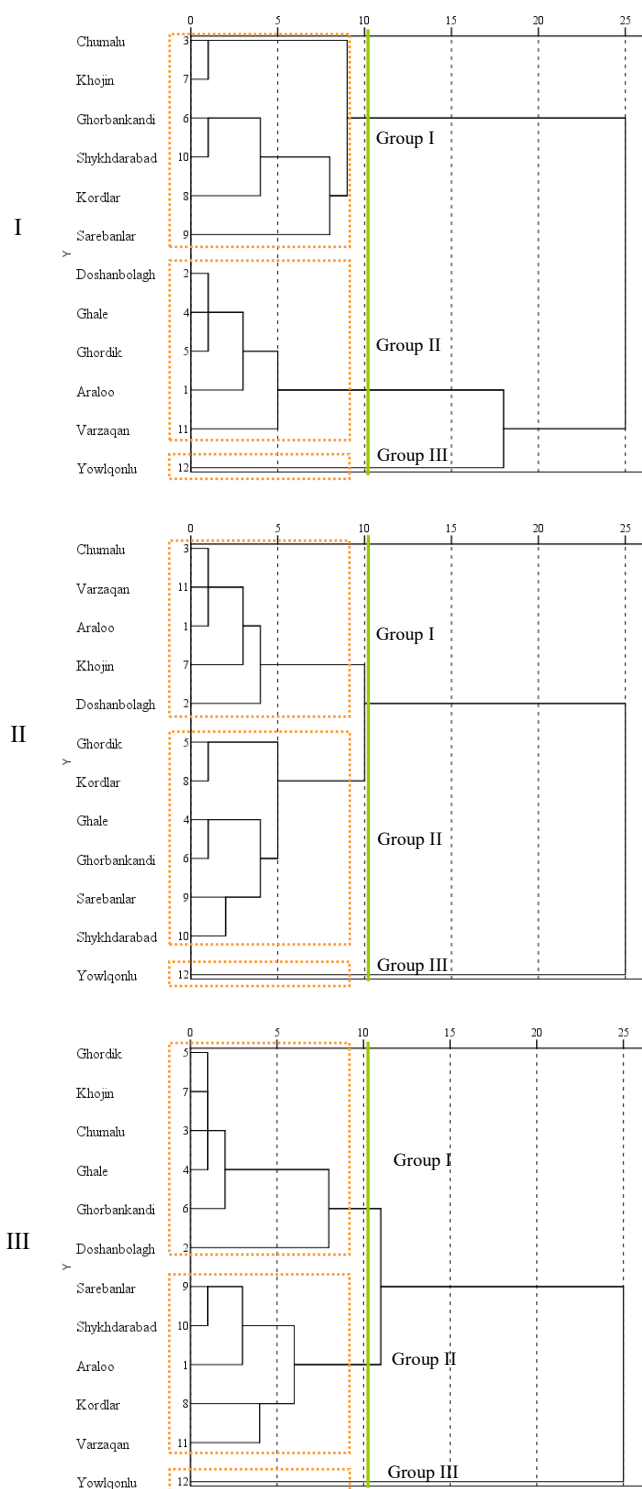 0 5 10 15 20 25
Chumalu 3
Khojin 7
Ghorbankandi 6
Group I
Shykhdarabad 10
Kordlar 8
I
Sarebanlar 9
Y
Doshanbolagh 2
Ghale 4
Group II
Ghordik 5
Araloo 1
Varzaqan 11
Group III
Yowlqonlu 12
0 5 10 15 20 25
Chumalu 3
Varzaqan 11
Araloo 1
Group I
Khojin 7
Doshanbolagh 2
II
Ghordik 5
Y
Kordlar 8
Ghale 4
Group II
Ghorbankandi 6
Sarebanlar 9
Shykhdarabad 10
Group III
Yowlqonlu 12
0 5 10 15 20 25
Ghordik 5
Khojin 7
Chumalu 3
Group I
Ghale 4
Ghorbankandi 6
III
Doshanbolagh 2
Y
Sarebanlar 9
Shykhdarabad 10
Group II
Araloo 1
Kordlar 8
Varzaqan 11
Group III
Yowlqonlu 12